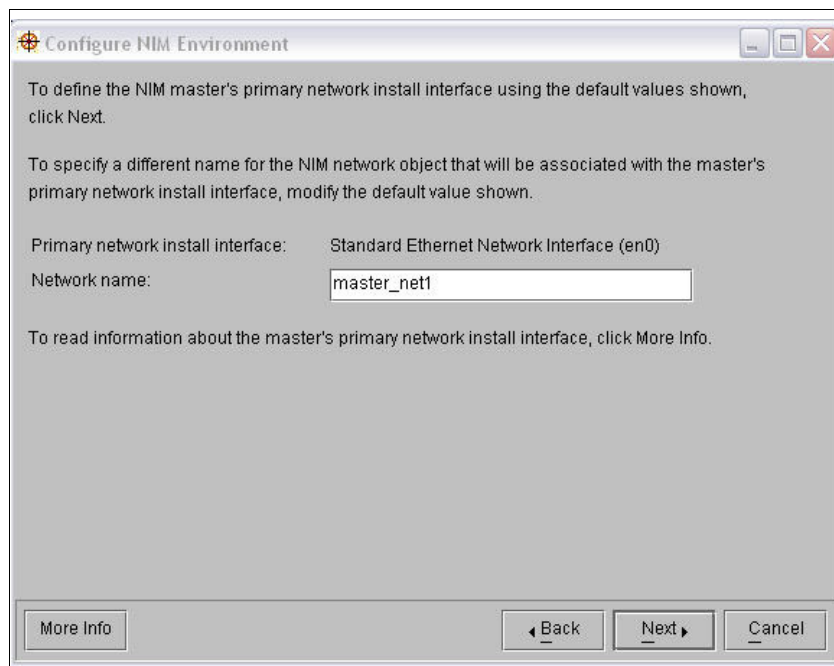 Configure NIM Environment
To define the NIM master's primary network install interface using the default values shown,
click Next.
To specify a different name for the NIM network object that will be associated with the master's
primary network install interface, modify the default value shown.
Primary network install interface: Standard Ethernet Network Interface (en0)
Network name: master_net1
To read information about the master's primary network install interface, click More Info.
More Info Back Next Cancel